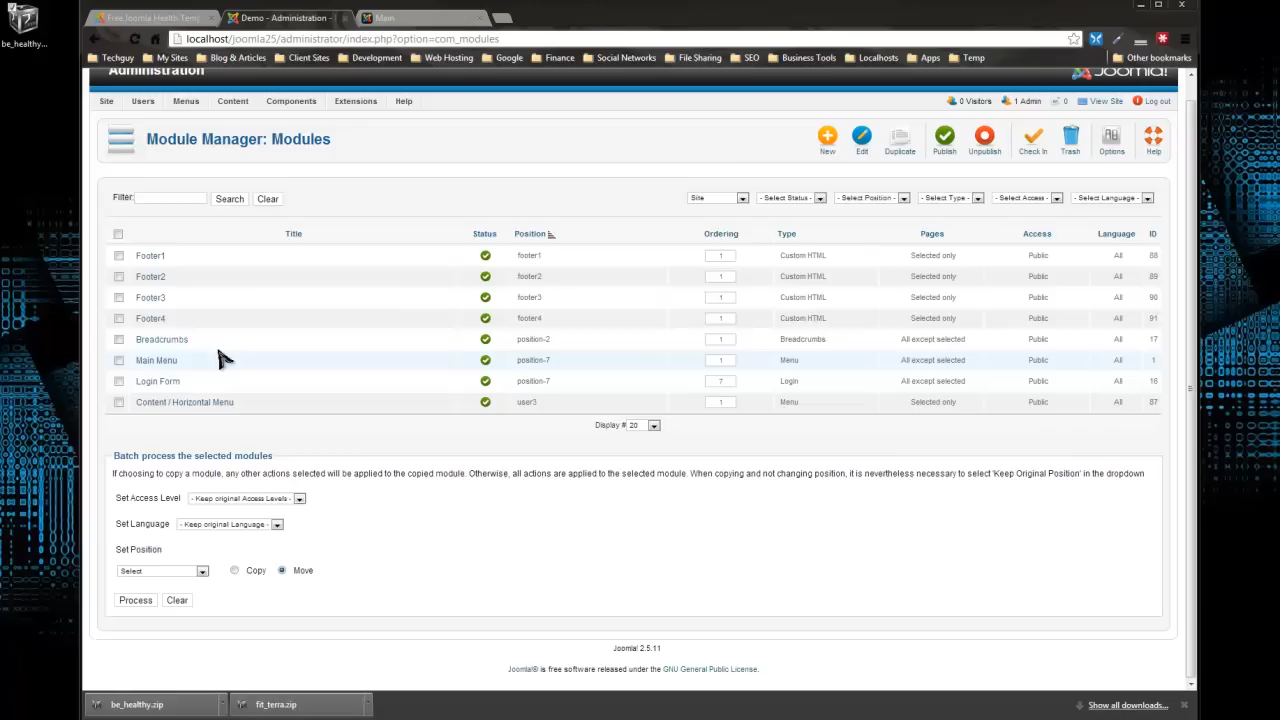 be_healthy...
Free Joomla Health Temp
Demo - Administration -
Main
localhost/joomla25/administrator/index.php?option=com_modules
Techguy My Sites Blog & Articles Client Sites Development Web Hosting Google Finance Social Networks File Sharing SEO Business Tools Localhosts Apps Temp Other bookmarks
Administration Joomla!
Site Users Menus Content Components Extensions Help 0 Visitors 1 Admin 0 View Site Log out
Module Manager: Modules
New Edit Duplicate Publish Unpublish Check In Trash Options Help
Filter: Search Clear Site - Select Status - - Select Position - - Select Type - - Select Access - - Select Language -
Title Status Position Ordering Type Pages Access Language ID
Footer1 footer1 1 Custom HTML Selected only Public All 88
Footer2 footer2 1 Custom HTML Selected only Public All 89
Footer3 footer3 1 Custom HTML Selected only Public All 90
Footer4 footer4 1 Custom HTML Selected only Public All 91
Breadcrumbs position-2 1 Breadcrumbs All except selected Public All 17
Main Menu position-7 1 Menu All except selected Public All 1
Login Form position-7 7 Login All except selected Public All 16
Content / Horizontal Menu user3 1 Menu Selected only Public All 87
Display # 20
Batch process the selected modules
If choosing to copy a module, any other actions selected will be applied to the copied module. Otherwise, all actions are applied to the selected module. When copying and not changing position, it is nevertheless necessary to select 'Keep Original Position' in the dropdown
Set Access Level - Keep original Access Levels -
Set Language - Keep original Language -
Set Position
Select Copy Move
Process Clear
Joomla! 2.5.11
Joomla!® is free software released under the GNU General Public License.
be_healthy.zip fit_terra.zip Show all downloads...